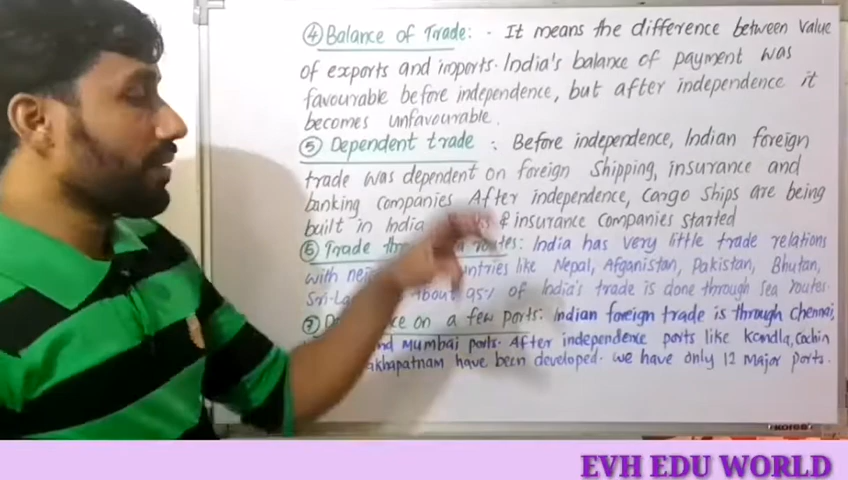 ④ Balance of Trade: - It means the difference between value
of exports and imports. India's balance of payment was
favourable before independence, but after independence it
becomes unfavourable.
⑤ Dependent trade : Before independence, Indian foreign
trade was dependent on foreign Shipping, insurance and
banking companies After independence, Cargo Ships are being
built in India & insurance Companies started
⑥ Trade routes: India has very little trade relations
with like Nepal, Afganistan, Pakistan, Bhutan,
About 95% of India's trade is done through Sea routes.
⑦ on a few ports: Indian foreign trade is through chennai,
and Mumbai ports. After independence ports like kandla, Cochin
have been developed. we have only 12 Major ports.
KORES
EVH EDU WORLD